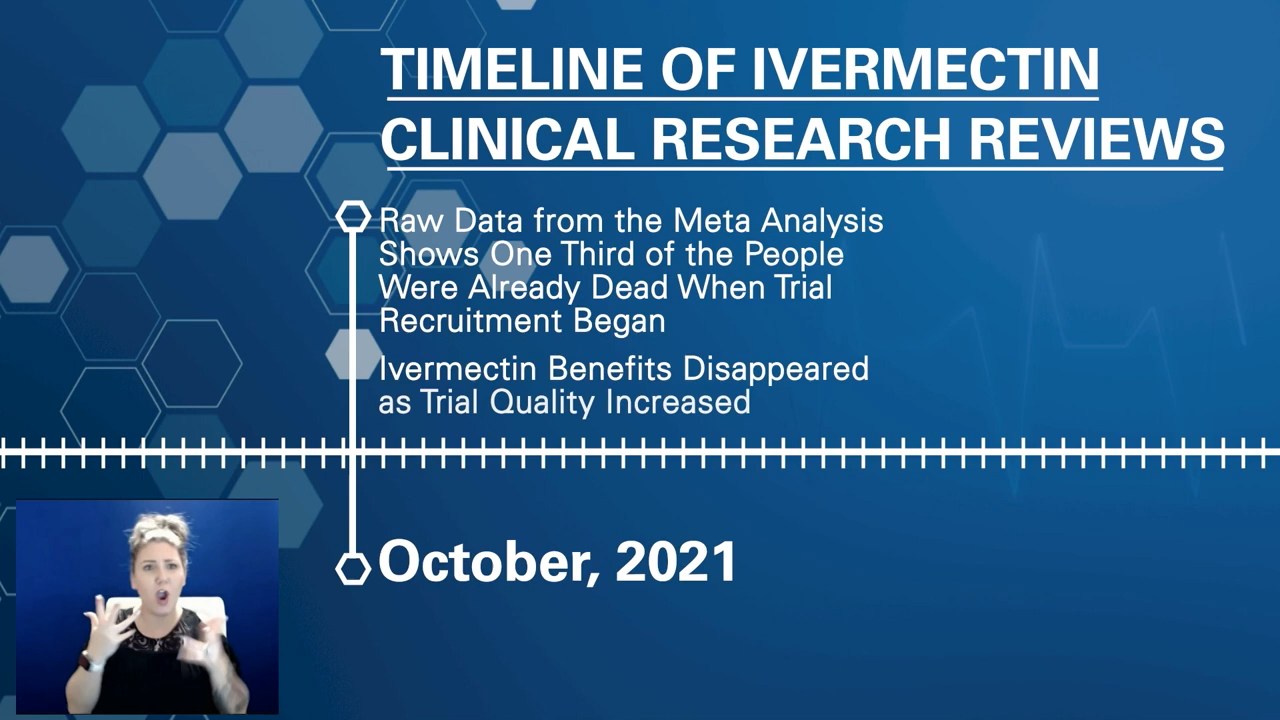 TIMELINE OF IVERMECTIN
CLINICAL RESEARCH REVIEWS
Raw Data from the Meta Analysis
Shows One Third of the People
Were Already Dead When Trial
Recruitment Began
Ivermectin Benefits Disappeared
as Trial Quality Increased
October, 2021